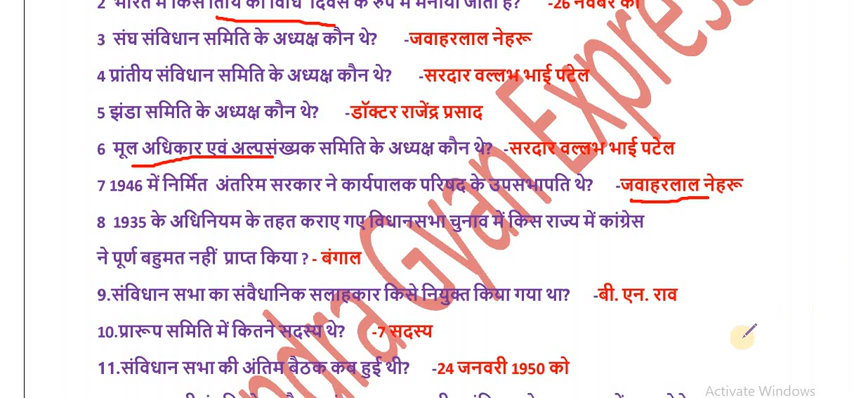 2 भारत में किस तिथि को विधि दिवस के रुप में मनाया जाता है? -26 नवंबर को
3 संघ संविधान समिति के अध्यक्ष कौन थे? -जवाहरलाल नेहरू
4 प्रांतीय संविधान समिति के अध्यक्ष कौन थे? -सरदार वल्लभ भाई पटेल
5 झंडा समिति के अध्यक्ष कौन थे? -डॉक्टर राजेंद्र प्रसाद
6 मूल अधिकार एवं अल्पसंख्यक समिति के अध्यक्ष कौन थे? -सरदार वल्लभ भाई पटेल
7 1946 में निर्मित अंतरिम सरकार ने कार्यपालक परिषद के उपसभापति थे? -जवाहरलाल नेहरू
8 1935 के अधिनियम के तहत कराए गए विधानसभा चुनाव में किस राज्य में कांग्रेस
ने पूर्ण बहुमत नहीं प्राप्त किया ? - बंगाल
9.संविधान सभा का संवैधानिक सलाहकार किसे नियुक्त किया गया था? -बी. एन. राव
10.प्रारूप समिति में कितने सदस्य थे? -7 सदस्य
11.संविधान सभा की अंतिम बैठक कब हुई थी? -24 जनवरी 1950 को
Gyan Express
Activate Windows